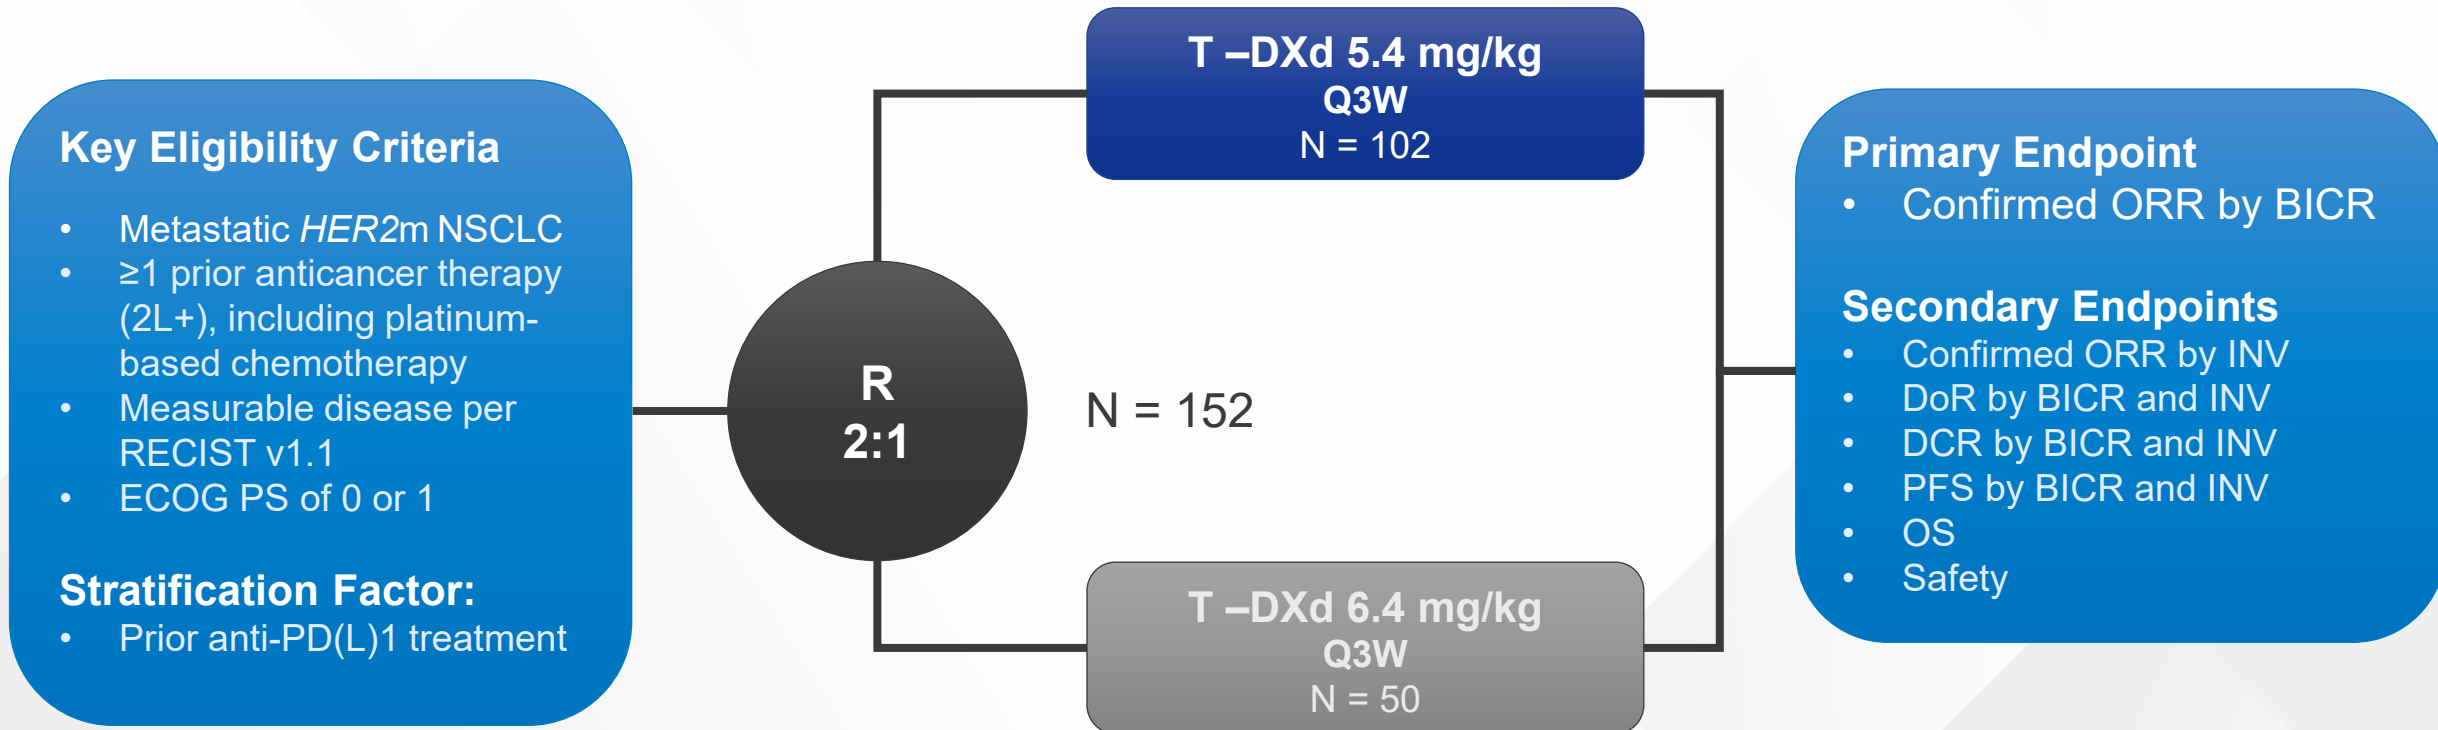 Key Eligibility Criteria
• Metastatic HER2m NSCLC
• ≥1 prior anticancer therapy
(2L+), including platinum-
based chemotherapy
• Measurable disease per
RECIST v1.1
• ECOG PS of 0 or 1
Stratification Factor:
• Prior anti-PD(L)1 treatment
R
2:1
N = 152
T –DXd 5.4 mg/kg
Q3W
N = 102
T –DXd 6.4 mg/kg
Q3W
N = 50
Primary Endpoint
• Confirmed ORR by BICR
Secondary Endpoints
• Confirmed ORR by INV
• DoR by BICR and INV
• DCR by BICR and INV
• PFS by BICR and INV
• OS
• Safety